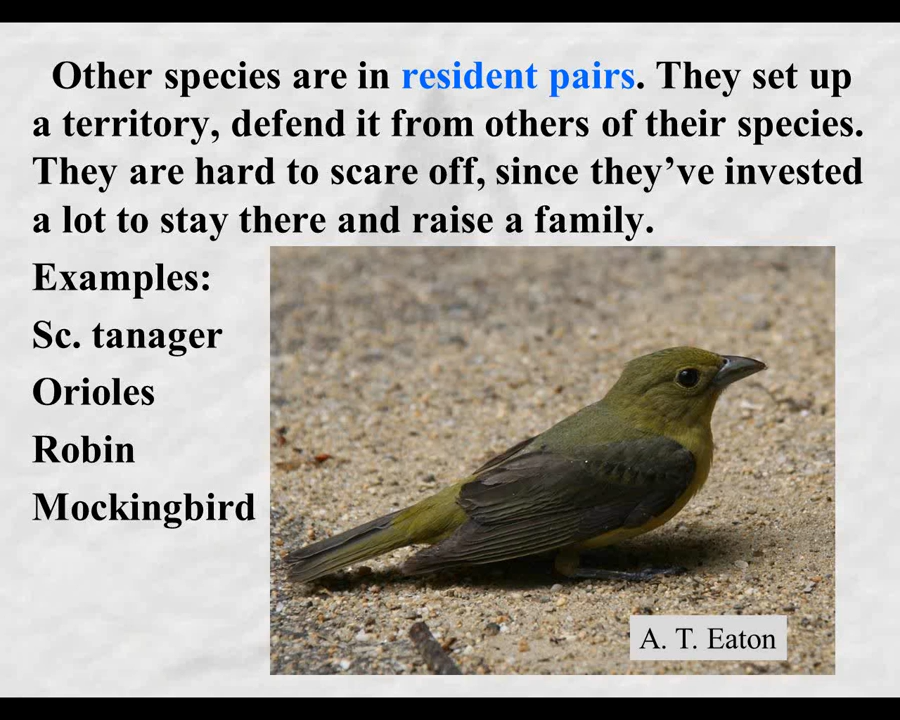 Other species are in resident pairs. They set up
a territory, defend it from others of their species.
They are hard to scare off, since they’ve invested
a lot to stay there and raise a family.
Examples:
Sc. tanager
Orioles
Robin
Mockingbird
A. T. Eaton